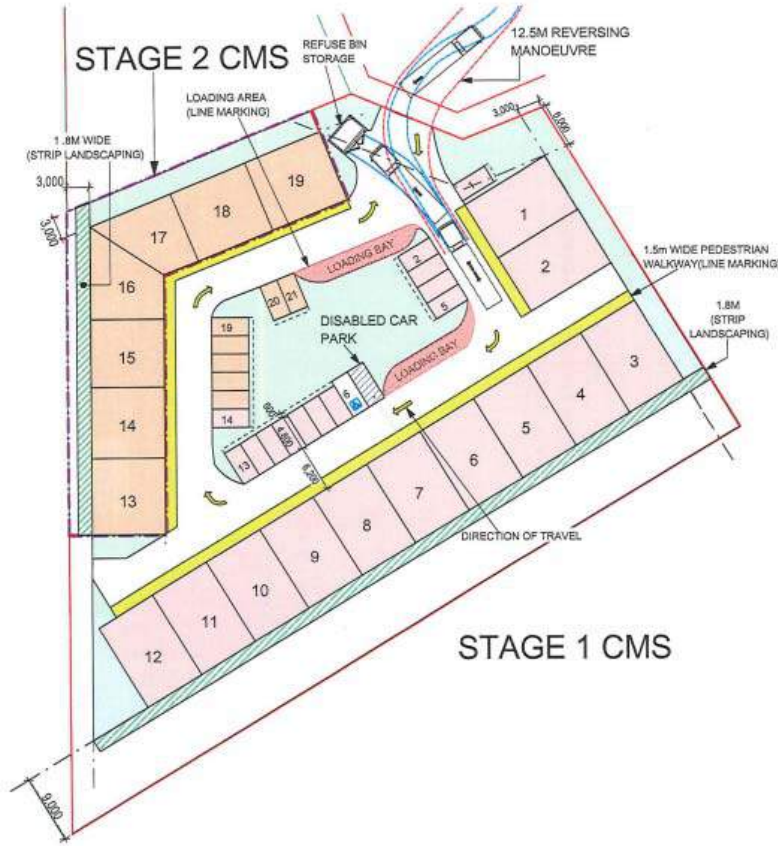 STAGE 2 CMS
REFUSE BIN
STORAGE
12.5M REVERSING
MANOEUVRE
LOADING AREA
(LINE MARKING)
1.8M WIDE
(STRIP LANDSCAPING)
3,000
3,000
3,000
6,000
19
18
17
16
15
14
13
1
1
2
1.5m WIDE PEDESTRIAN
WALKWAY(LINE MARKING)
1.8M
(STRIP
LANDSCAPING)
LOADING BAY
2
5
20
21
DISABLED CAR
PARK
LOADING BAY
19
14
6
600
4,800
13
6,200
3
4
5
6
7
8
9
10
11
12
DIRECTION OF TRAVEL
STAGE 1 CMS
9,000